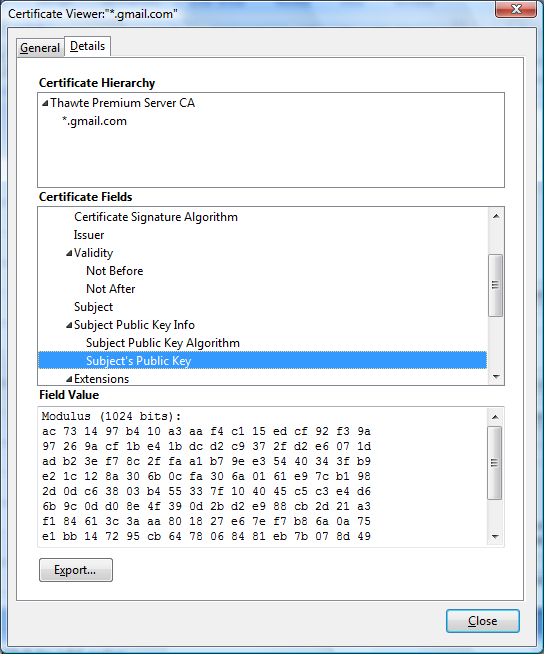 Certificate Viewer:"*.gmail.com"
General
Details
Certificate Hierarchy
Thawte Premium Server CA
*.gmail.com
Certificate Fields
Certificate Signature Algorithm
Issuer
Validity
Not Before
Not After
Subject
Subject Public Key Info
Subject Public Key Algorithm
Subject's Public Key
Extensions
Field Value
Modulus (1024 bits):
ac 73 14 97 b4 10 a3 aa f4 c1 15 ed cf 92 f3 9a
97 26 9a cf 1b e4 1b dc d2 c9 37 2f d2 e6 07 1d
ad b2 3e f7 8c 2f fa a1 b7 9e e3 54 40 34 3f b9
e2 1c 12 8a 30 6b 0c fa 30 6a 01 61 e9 7c b1 98
2d 0d c6 38 03 b4 55 33 7f 10 40 45 c5 c3 e4 d6
6b 9c 0d d0 8e 4f 39 0d 2b d2 e9 88 cb 2d 21 a3
f1 84 61 3c 3a aa 80 18 27 e6 7e f7 b8 6a 0a 75
e1 bb 14 72 95 cb 64 78 06 84 81 eb 7b 07 8d 49
Export...
Close